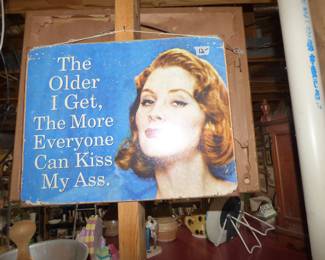 The
Older
I Get,
The More
Everyone
Can Kiss
My Ass.